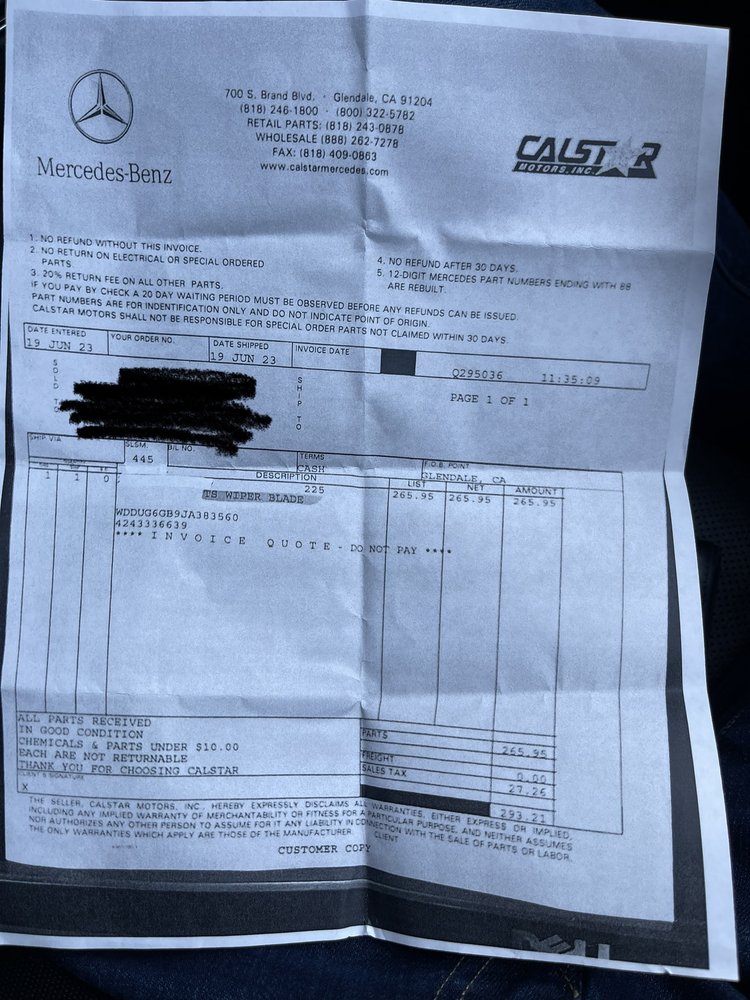 Mercedes-Benz
700 S. Brand Blvd. · Glendale, CA 91204
(818) 246-1800 · (800) 322-5782
RETAIL PARTS: (818) 243-0878
WHOLESALE (888) 262-7278
FAX: (818) 409-0863
www.calstarmercedes.com
CALSTAR
MOTORS, INC.
1. NO REFUND WITHOUT THIS INVOICE.
2. NO RETURN ON ELECTRICAL OR SPECIAL ORDERED
PARTS.
3. 20% RETURN FEE ON ALL OTHER PARTS.
4. NO REFUND AFTER 30 DAYS.
5. 12-DIGIT MERCEDES PART NUMBERS ENDING WITH 88
ARE REBUILT.
IF YOU PAY BY CHECK A 20 DAY WAITING PERIOD MUST BE OBSERVED BEFORE ANY REFUNDS CAN BE ISSUED.
PART NUMBERS ARE FOR INDENTIFICATION ONLY AND DO NOT INDICATE POINT OF ORIGIN.
CALSTAR MOTORS SHALL NOT BE RESPONSIBLE FOR SPECIAL ORDER PARTS NOT CLAIMED WITHIN 30 DAYS.
DATE ENTERED YOUR ORDER NO. DATE SHIPPED INVOICE DATE
19 JUN 23 19 JUN 23 Q295036 11:35:09
SOLD TO SHIP TO
PAGE 1 OF 1
SHIP VIA SLSM. B/L NO. TERMS F.O.B. POINT
445 CASH GLENDALE, CA
DESCRIPTION LIST NET AMOUNT
1 1 0 225 265.95 265.95 265.95
TS WIPER BLADE
WDDUG6GB9JA383560
4243336639
**** I N V O I C E Q U O T E - DO NOT PAY ****
ALL PARTS RECEIVED
IN GOOD CONDITION
CHEMICALS & PARTS UNDER $10.00
EACH ARE NOT RETURNABLE
THANK YOU FOR CHOOSING CALSTAR
CLIENT'S SIGNATURE
X
PARTS 265.95
FREIGHT 0.00
SALES TAX 27.26
293.21
THE SELLER, CALSTAR MOTORS, INC., HEREBY EXPRESSLY DISCLAIMS ALL WARRANTIES, EITHER EXPRESS OR IMPLIED,
INCLUDING ANY IMPLIED WARRANTY OF MERCHANTABILITY OR FITNESS FOR A PARTICULAR PURPOSE, AND NEITHER ASSUMES
NOR AUTHORIZES ANY OTHER PERSON TO ASSUME FOR IT ANY LIABILITY IN CONNECTION WITH THE SALE OF PARTS OR LABOR.
THE ONLY WARRANTIES WHICH APPLY ARE THOSE OF THE MANUFACTURER. CLIENT
CUSTOMER COPY
DELL